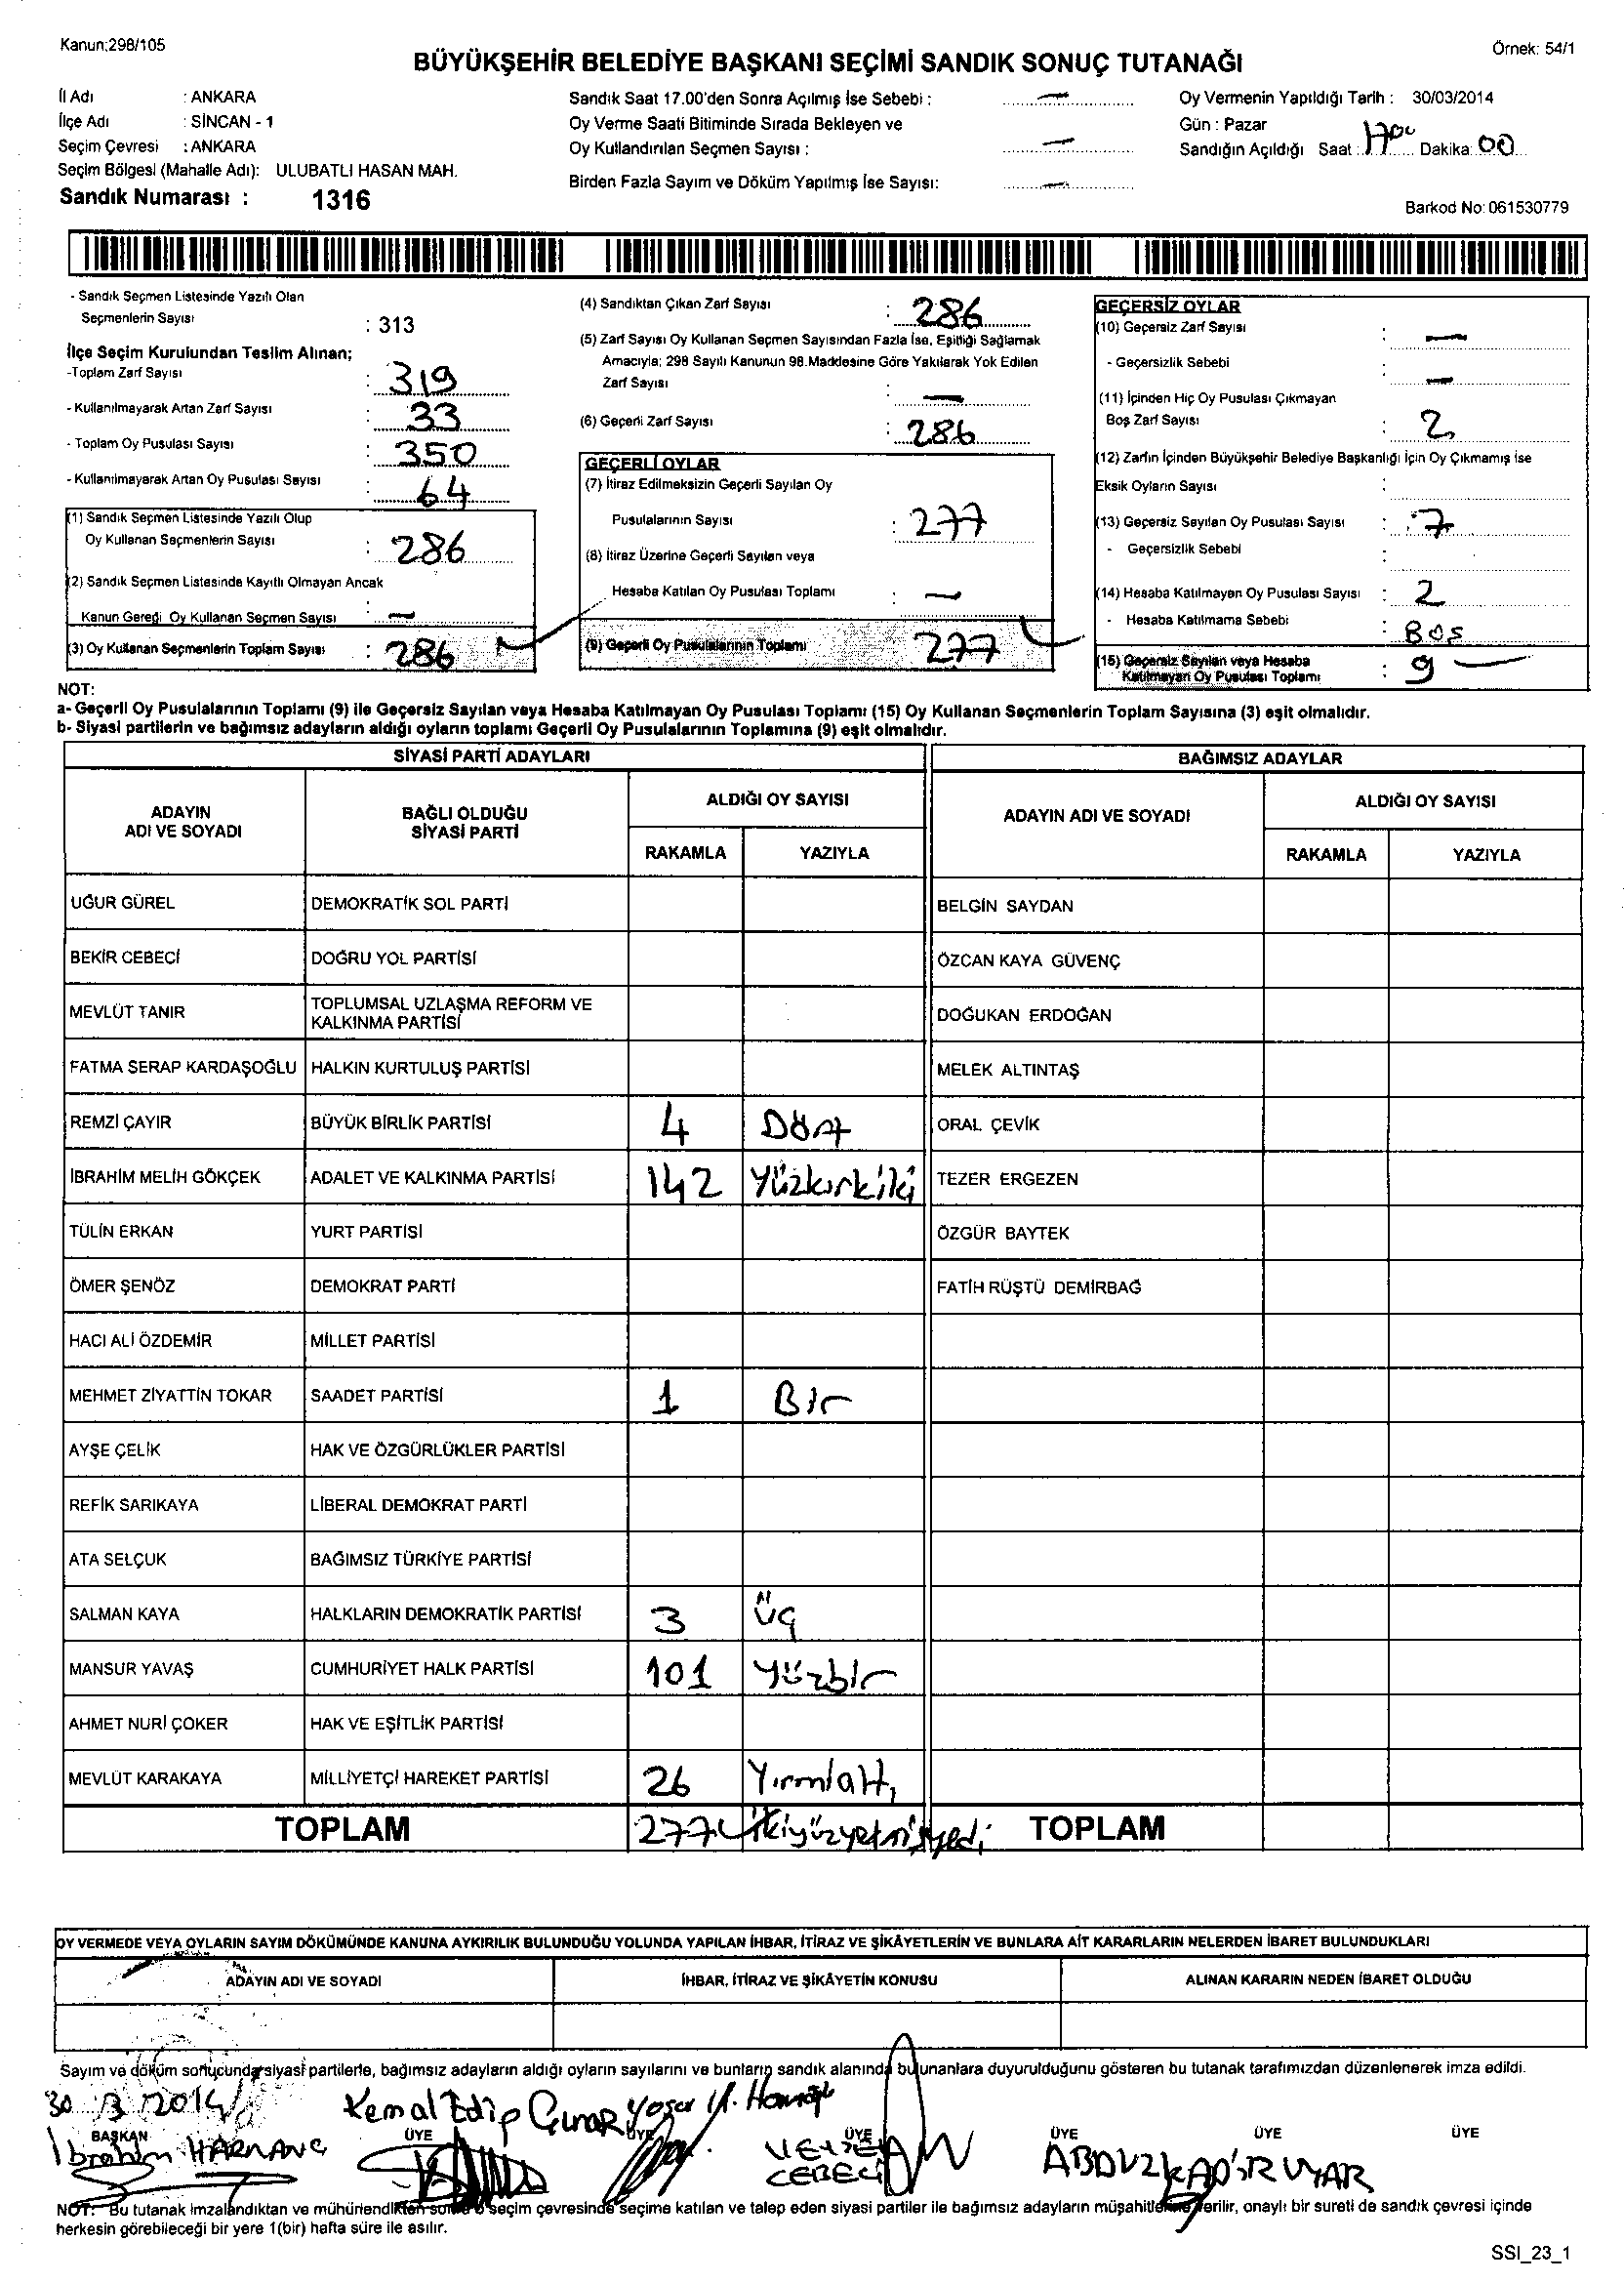 Kanun:298/105
Örnek: 54/1
BÜYÜKŞEHİR BELEDİYE BAŞKANI SEÇİMİ SANDIK SONUÇ TUTANAĞI
İl Adı : ANKARA
İlçe Adı : SİNCAN - 1
Seçim Çevresi : ANKARA
Seçim Bölgesi (Mahalle Adı): ULUBATLI HASAN MAH.
Sandık Numarası : 1316
Sandık Saat 17.00'den Sonra Açılmış İse Sebebi : —
Oy Verme Saati Bitiminde Sırada Bekleyen ve
Oy Kullandırılan Seçmen Sayısı : —
Birden Fazla Sayım ve Döküm Yapılmış İse Sayısı: —
Oy Vermenin Yapıldığı Tarih : 30/03/2014
Gün : Pazar
Sandığın Açıldığı Saat : Dakika: 00
Barkod No: 061530779
- Sandık Seçmen Listesinde Yazılı Olan
Seçmenlerin Sayısı : 313
İlçe Seçim Kurulundan Teslim Alınan;
-Toplam Zarf Sayısı : 319
- Kullanılmayarak Artan Zarf Sayısı : 33
- Toplam Oy Pusulası Sayısı : 350
- Kullanılmayarak Artan Oy Pusulası Sayısı : 64
(1) Sandık Seçmen Listesinde Yazılı Olup
Oy Kullanan Seçmenlerin Sayısı : 286
(2) Sandık Seçmen Listesinde Kayıtlı Olmayan Ancak
Kanun Gereği Oy Kullanan Seçmen Sayısı : —
(3) Oy Kullanan Seçmenlerin Toplam Sayısı : 286
(4) Sandıktan Çıkan Zarf Sayısı : 286
(5) Zarf Sayısı Oy Kullanan Seçmen Sayısından Fazla İse, Eşitliği Sağlamak
Amacıyla; 298 Sayılı Kanunun 98.Maddesine Göre Yakılarak Yok Edilen
Zarf Sayısı : —
(6) Geçerli Zarf Sayısı : 286
GEÇERLİ OYLAR
(7) İtiraz Edilmeksizin Geçerli Sayılan Oy
Pusulalarının Sayısı : 277
(8) İtiraz Üzerine Geçerli Sayılan veya
Hesaba Katılan Oy Pusulası Toplamı : —
(9) Geçerli Oy Pusulalarının Toplamı 277
GEÇERSİZ OYLAR
(10) Geçersiz Zarf Sayısı : —
- Geçersizlik Sebebi : —
(11) İçinden Hiç Oy Pusulası Çıkmayan
Boş Zarf Sayısı : 2
(12) Zarfın İçinden Büyükşehir Belediye Başkanlığı İçin Oy Çıkmamış ise
Eksik Oyların Sayısı :
(13) Geçersiz Sayılan Oy Pusulası Sayısı : 7
- Geçersizlik Sebebi :
(14) Hesaba Katılmayan Oy Pusulası Sayısı : 2
- Hesaba Katılmama Sebebi : Boş
(15) Geçersiz Sayılan veya Hesaba
Katılmayan Oy Pusulası Toplamı : 9
NOT:
a- Geçerli Oy Pusulalarının Toplamı (9) ile Geçersiz Sayılan veya Hesaba Katılmayan Oy Pusulası Toplamı (15) Oy Kullanan Seçmenlerin Toplam Sayısına (3) eşit olmalıdır.
b- Siyasi partilerin ve bağımsız adayların aldığı oyların toplamı Geçerli Oy Pusulalarının Toplamına (9) eşit olmalıdır.
SİYASİ PARTİ ADAYLARI
ADAYIN
ADI VE SOYADI
BAĞLI OLDUĞU
SİYASİ PARTİ
ALDIĞI OY SAYISI
RAKAMLA YAZIYLA
UĞUR GÜREL DEMOKRATİK SOL PARTİ
BEKİR CEBECİ DOĞRU YOL PARTİSİ
MEVLÜT TANIR TOPLUMSAL UZLAŞMA REFORM VE
KALKINMA PARTİSİ
FATMA SERAP KARDAŞOĞLU HALKIN KURTULUŞ PARTİSİ
REMZİ ÇAYIR BÜYÜK BİRLİK PARTİSİ 4 Dört
İBRAHİM MELİH GÖKÇEK ADALET VE KALKINMA PARTİSİ 142 Yüzkırkiki
TÜLİN ERKAN YURT PARTİSİ
ÖMER ŞENÖZ DEMOKRAT PARTİ
HACI ALİ ÖZDEMİR MİLLET PARTİSİ
MEHMET ZİYATTİN TOKAR SAADET PARTİSİ 1 Bir
AYŞE ÇELİK HAK VE ÖZGÜRLÜKLER PARTİSİ
REFİK SARIKAYA LİBERAL DEMOKRAT PARTİ
ATA SELÇUK BAĞIMSIZ TÜRKİYE PARTİSİ
SALMAN KAYA HALKLARIN DEMOKRATİK PARTİSİ 3 üç
MANSUR YAVAŞ CUMHURİYET HALK PARTİSİ 101 yüzbir
AHMET NURİ ÇOKER HAK VE EŞİTLİK PARTİSİ
MEVLÜT KARAKAYA MİLLİYETÇİ HAREKET PARTİSİ 26 Yirmialtı
TOPLAM 277 ikiyüzyetmişyedi
BAĞIMSIZ ADAYLAR
ADAYIN ADI VE SOYADI
ALDIĞI OY SAYISI
RAKAMLA YAZIYLA
BELGİN SAYDAN
ÖZCAN KAYA GÜVENÇ
DOĞUKAN ERDOĞAN
MELEK ALTINTAŞ
ORAL ÇEVİK
TEZER ERGEZEN
ÖZGÜR BAYTEK
FATİH RÜŞTÜ DEMİRBAĞ
TOPLAM
OY VERMEDE VEYA OYLARIN SAYIM DÖKÜMÜNDE KANUNA AYKIRILIK BULUNDUĞU YOLUNDA YAPILAN İHBAR, İTİRAZ VE ŞİKÂYETLERİN VE BUNLARA AİT KARARLARIN NELERDEN İBARET BULUNDUKLARI
ADAYIN ADI VE SOYADI İHBAR, İTİRAZ VE ŞİKÂYETİN KONUSU ALINAN KARARIN NEDEN İBARET OLDUĞU
Sayım ve döküm sonucunda siyasi partilerle, bağımsız adayların aldığı oyların sayılarını ve bunların sandık alanında bulunanlara duyurulduğunu gösteren bu tutanak tarafımızdan düzenlenerek imza edildi.
30 / 3 / 2014
Kemal Edip Yaşar
BAŞKAN ÜYE ÜYE ÜYE ÜYE ÜYE ÜYE
İbrahim CEBECİ ABDULKADİR UYAR
NOT: Bu tutanak imzalandıktan ve mühürlendikten sonra o seçim çevresinde seçime katılan ve talep eden siyasi partiler ile bağımsız adayların müşahitlerine verilir, onaylı bir sureti de sandık çevresi içinde
herkesin görebileceği bir yere 1(bir) hafta süre ile asılır.
SSI_23_1